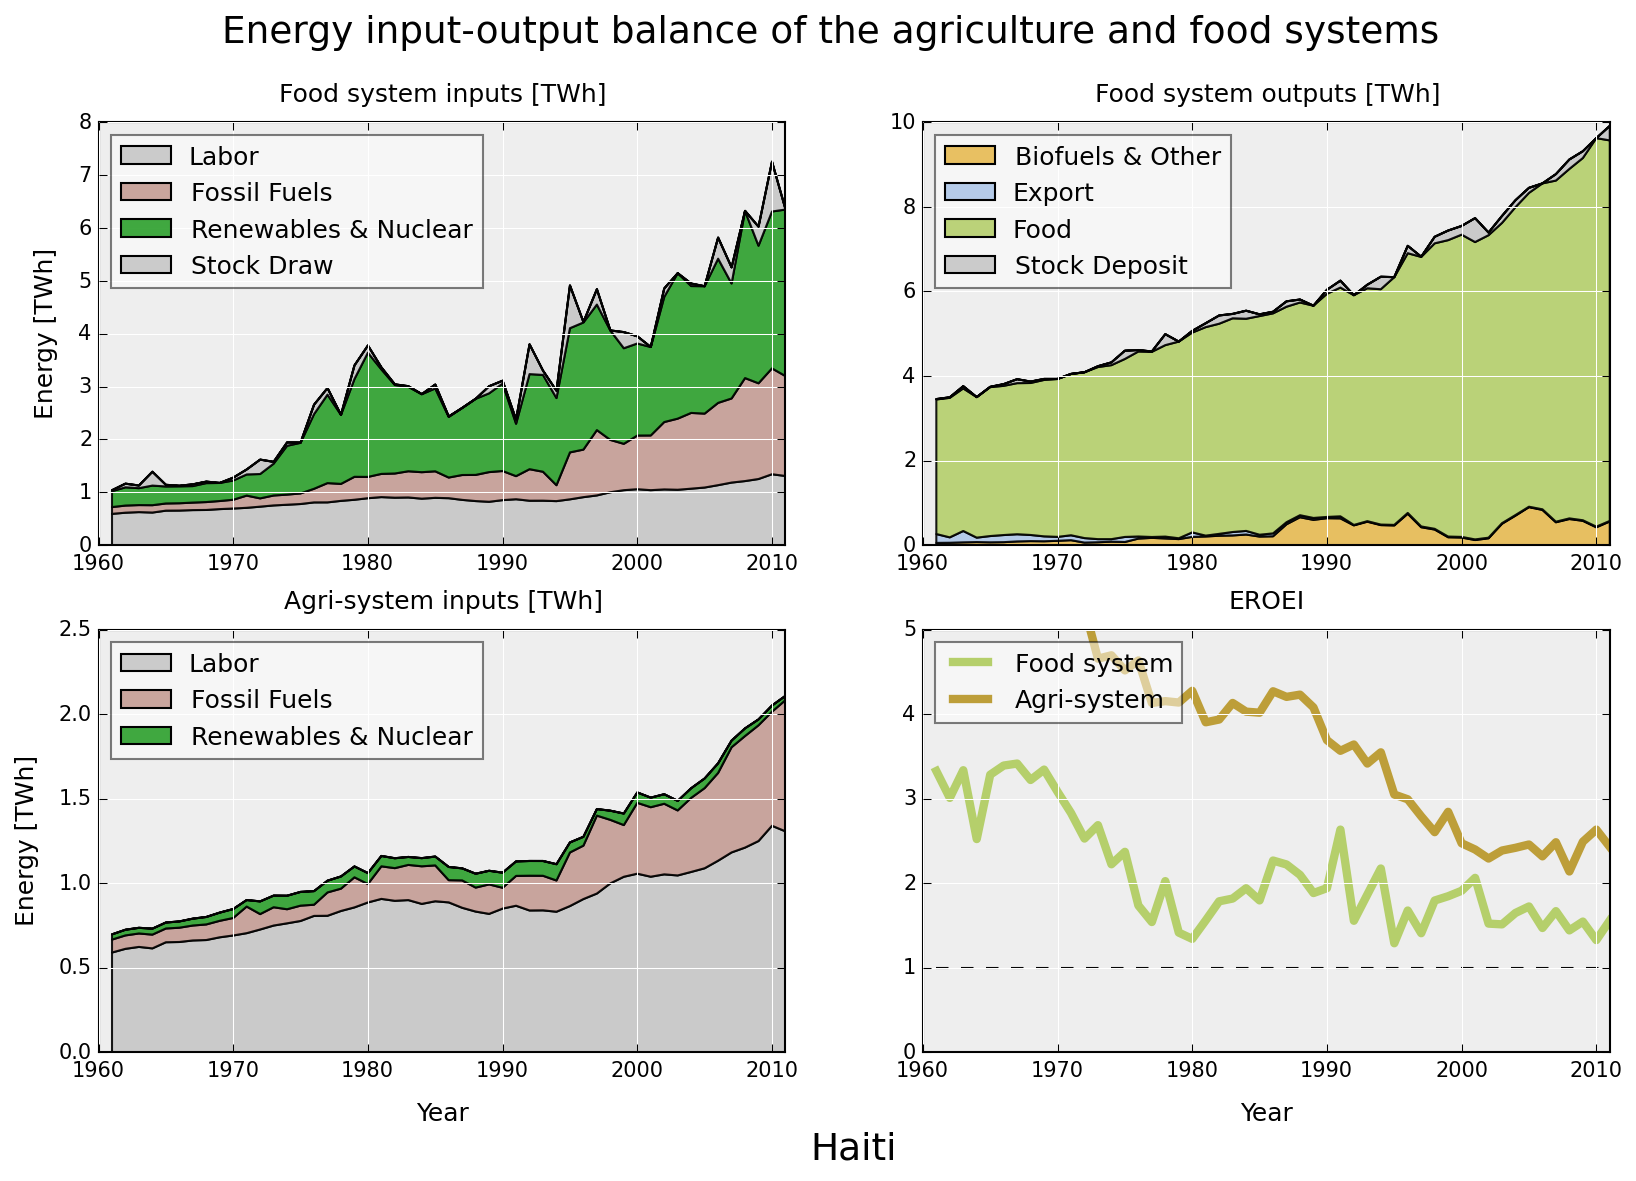 Energy input-output balance of the agriculture and food systems
Food system inputs [TWh]
8
7
6
5
4
3
2
1
0
Energy [TWh]
Labor
Fossil Fuels
Renewables & Nuclear
Stock Draw
1960 1970 1980 1990 2000 2010
Food system outputs [TWh]
10
8
6
4
2
0
Biofuels & Other
Export
Food
Stock Deposit
1960 1970 1980 1990 2000 2010
Agri-system inputs [TWh]
2.5
2.0
1.5
1.0
0.5
0.0
Energy [TWh]
Labor
Fossil Fuels
Renewables & Nuclear
1960 1970 1980 1990 2000 2010
Year
EROEI
5
4
3
2
1
0
Food system
Agri-system
1960 1970 1980 1990 2000 2010
Year
Haiti